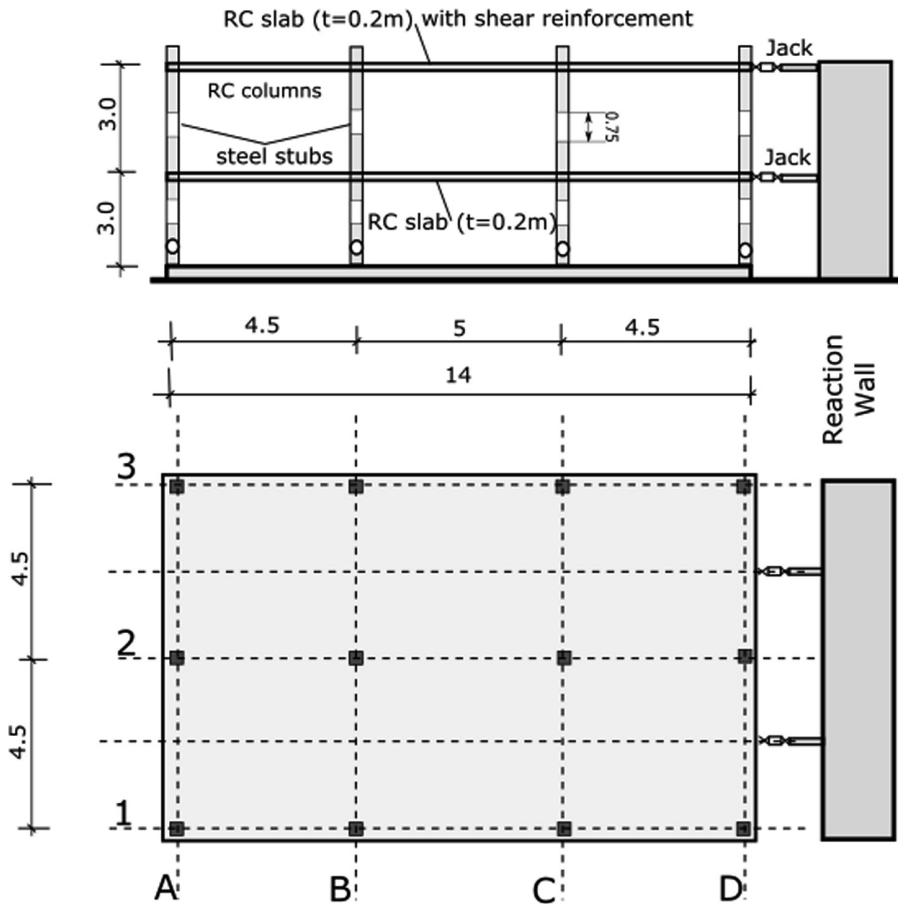 RC slab (t=0.2m) with shear reinforcement
Jack
RC columns
3.0
0.75
steel stubs
Jack
3.0
RC slab (t=0.2m)
4.5
5
4.5
14
Reaction
Wall
3
4.5
2
4.5
1
A
B
C
D